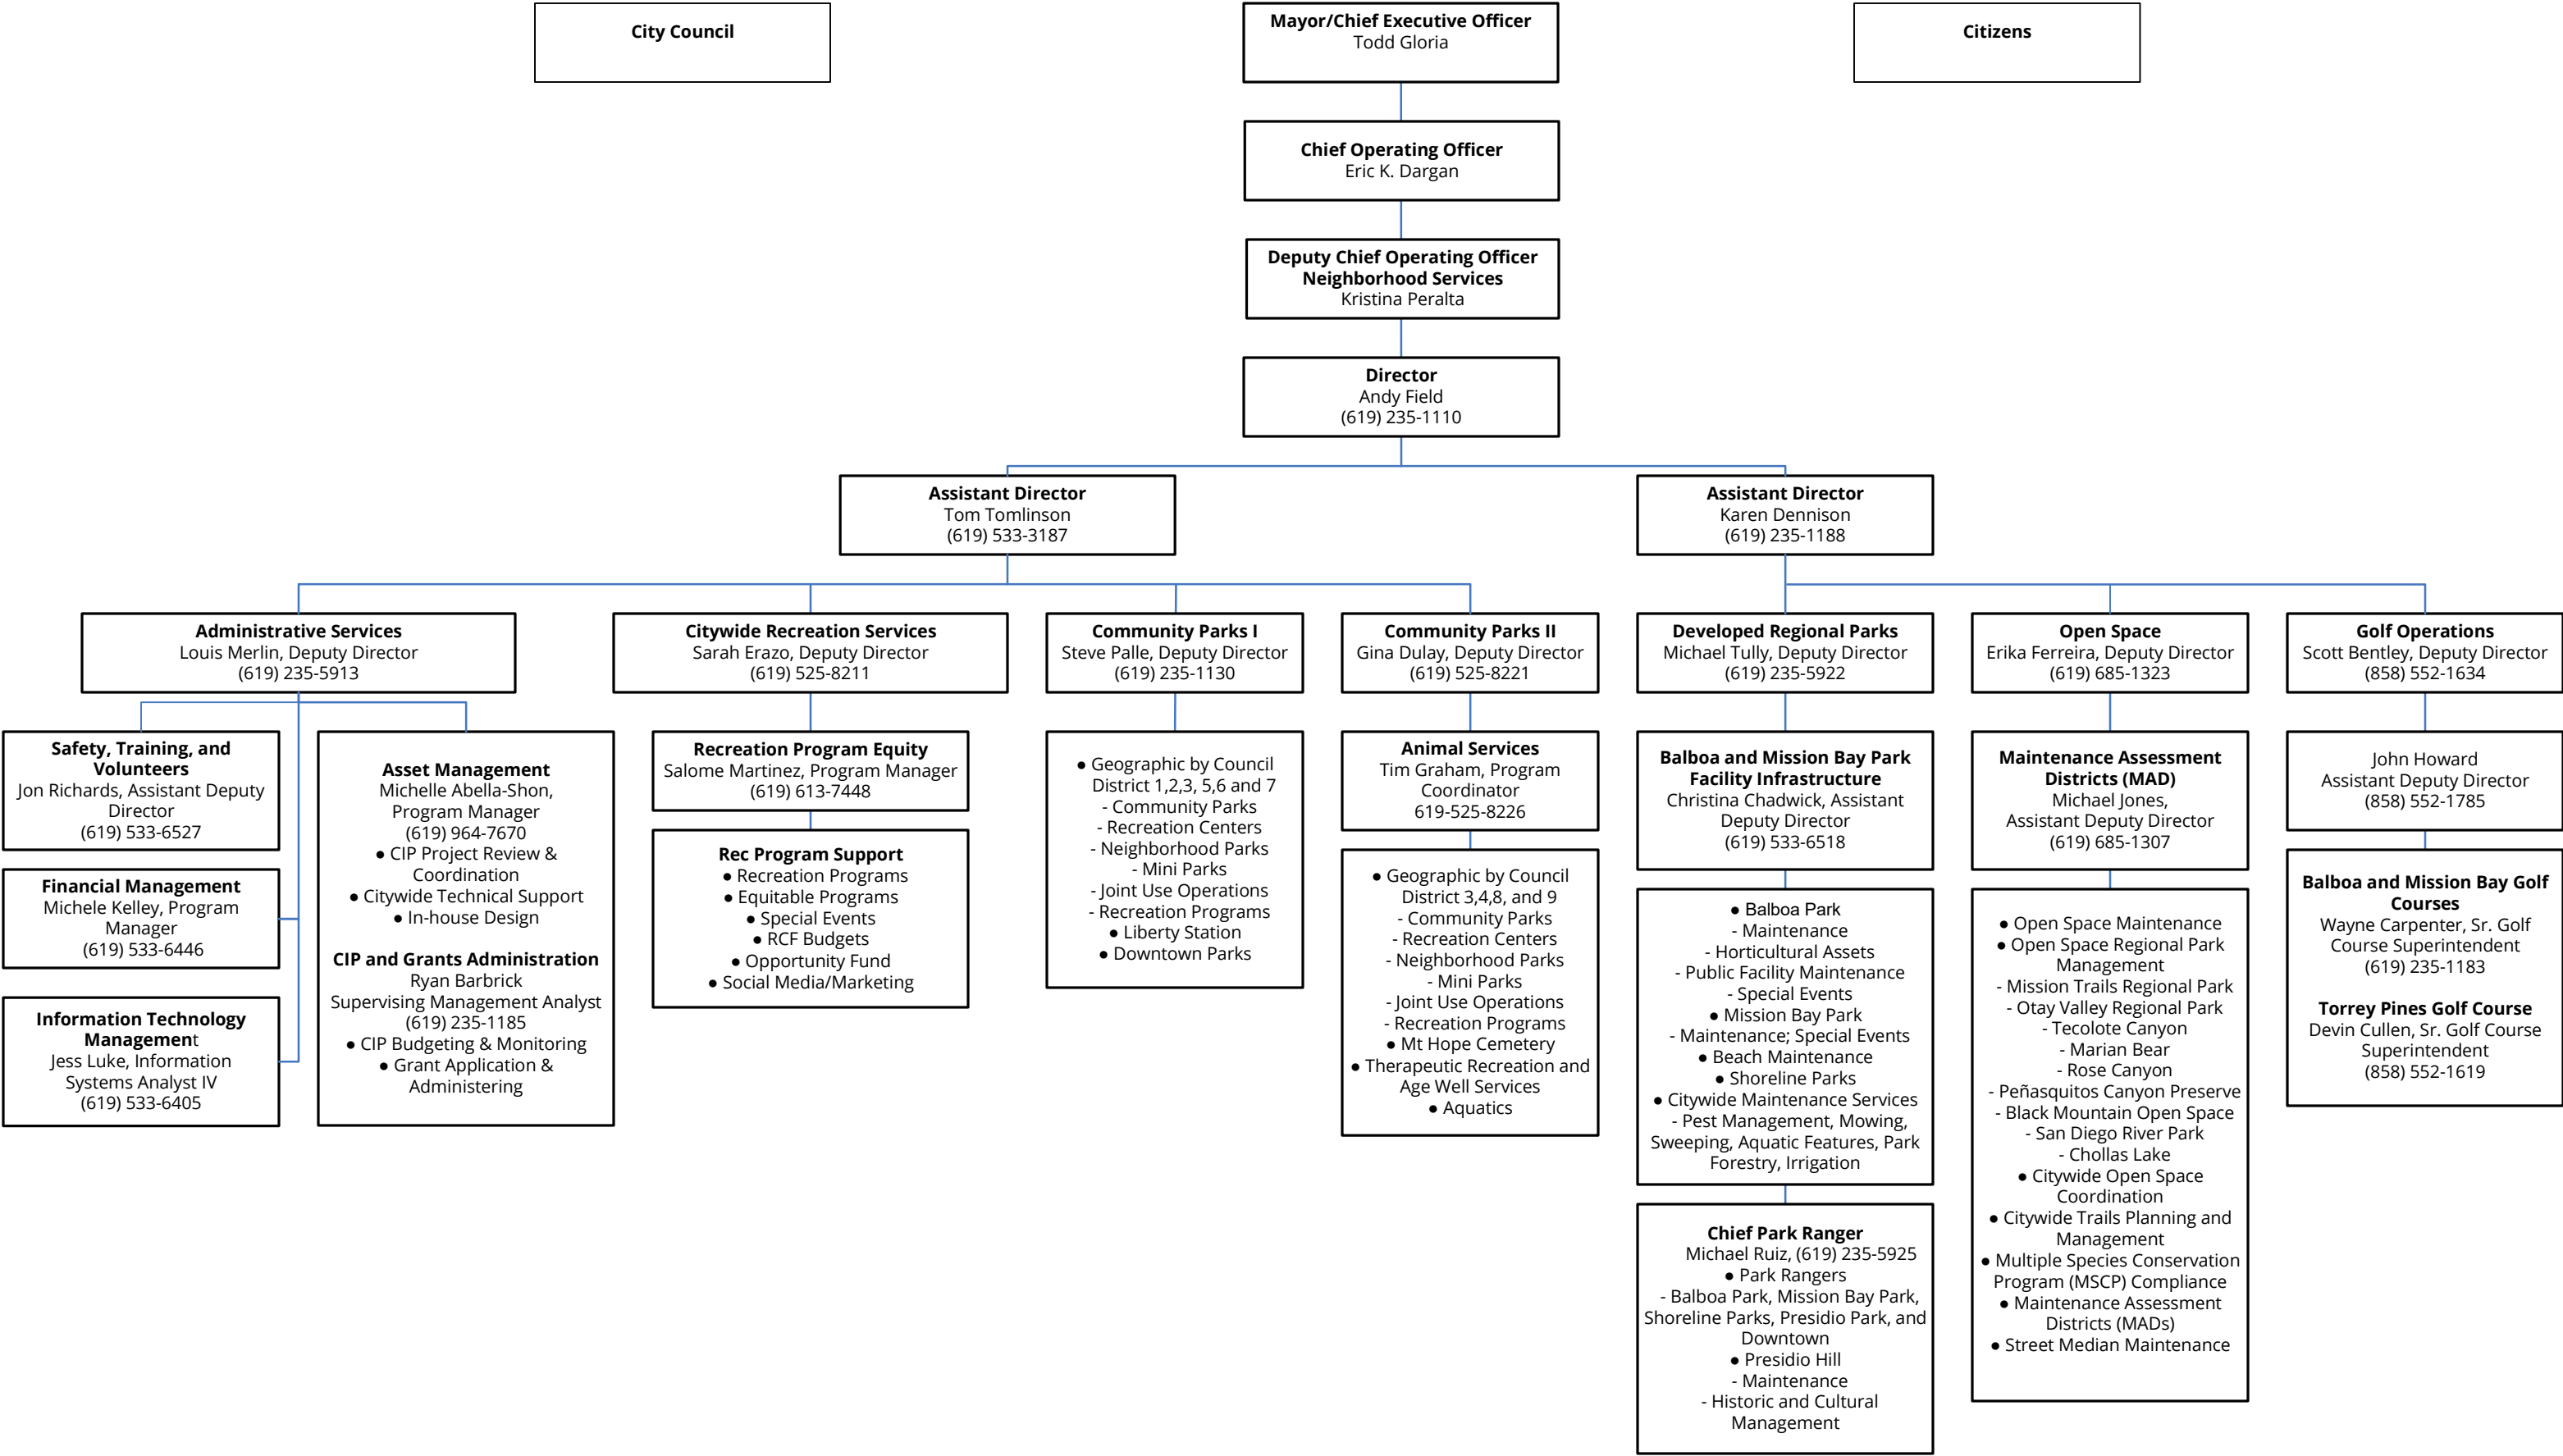 City Council
Mayor/Chief Executive Officer
Todd Gloria
Citizens
Chief Operating Officer
Eric K. Dargan
Deputy Chief Operating Officer
Neighborhood Services
Kristina Peralta
Director
Andy Field
(619) 235-1110
Assistant Director
Tom Tomlinson
(619) 533-3187
Assistant Director
Karen Dennison
(619) 235-1188
Administrative Services
Louis Merlin, Deputy Director
(619) 235-5913
Citywide Recreation Services
Sarah Erazo, Deputy Director
(619) 525-8211
Community Parks I
Steve Palle, Deputy Director
(619) 235-1130
Community Parks II
Gina Dulay, Deputy Director
(619) 525-8221
Developed Regional Parks
Michael Tully, Deputy Director
(619) 235-5922
Open Space
Erika Ferreira, Deputy Director
(619) 685-1323
Golf Operations
Scott Bentley, Deputy Director
(858) 552-1634
Safety, Training, and
Volunteers
Jon Richards, Assistant Deputy
Director
(619) 533-6527
Financial Management
Michele Kelley, Program
Manager
(619) 533-6446
Information Technology
Management
Jess Luke, Information
Systems Analyst IV
(619) 533-6405
Asset Management
Michelle Abella-Shon,
Program Manager
(619) 964-7670
● CIP Project Review &
Coordination
● Citywide Technical Support
● In-house Design
CIP and Grants Administration
Ryan Barbrick
Supervising Management Analyst
(619) 235-1185
● CIP Budgeting & Monitoring
● Grant Application &
Administering
Recreation Program Equity
Salome Martinez, Program Manager
(619) 613-7448
Rec Program Support
● Recreation Programs
● Equitable Programs
● Special Events
● RCF Budgets
● Opportunity Fund
● Social Media/Marketing
● Geographic by Council
District 1,2,3, 5,6 and 7
- Community Parks
- Recreation Centers
- Neighborhood Parks
- Mini Parks
- Joint Use Operations
- Recreation Programs
● Liberty Station
● Downtown Parks
Animal Services
Tim Graham, Program
Coordinator
619-525-8226
● Geographic by Council
District 3,4,8, and 9
- Community Parks
- Recreation Centers
- Neighborhood Parks
- Mini Parks
- Joint Use Operations
- Recreation Programs
● Mt Hope Cemetery
● Therapeutic Recreation and
Age Well Services
● Aquatics
Balboa and Mission Bay Park
Facility Infrastructure
Christina Chadwick, Assistant
Deputy Director
(619) 533-6518
● Balboa Park
- Maintenance
- Horticultural Assets
- Public Facility Maintenance
- Special Events
● Mission Bay Park
- Maintenance; Special Events
● Beach Maintenance
● Shoreline Parks
● Citywide Maintenance Services
- Pest Management, Mowing,
Sweeping, Aquatic Features, Park
Forestry, Irrigation
Chief Park Ranger
Michael Ruiz, (619) 235-5925
● Park Rangers
- Balboa Park, Mission Bay Park,
Shoreline Parks, Presidio Park, and
Downtown
● Presidio Hill
- Maintenance
- Historic and Cultural
Management
Maintenance Assessment
Districts (MAD)
Michael Jones,
Assistant Deputy Director
(619) 685-1307
● Open Space Maintenance
● Open Space Regional Park
Management
- Mission Trails Regional Park
- Otay Valley Regional Park
- Tecolote Canyon
- Marian Bear
- Rose Canyon
- Peñasquitos Canyon Preserve
- Black Mountain Open Space
- San Diego River Park
- Chollas Lake
● Citywide Open Space
Coordination
● Citywide Trails Planning and
Management
● Multiple Species Conservation
Program (MSCP) Compliance
● Maintenance Assessment
Districts (MADs)
● Street Median Maintenance
John Howard
Assistant Deputy Director
(858) 552-1785
Balboa and Mission Bay Golf
Courses
Wayne Carpenter, Sr. Golf
Course Superintendent
(619) 235-1183
Torrey Pines Golf Course
Devin Cullen, Sr. Golf Course
Superintendent
(858) 552-1619